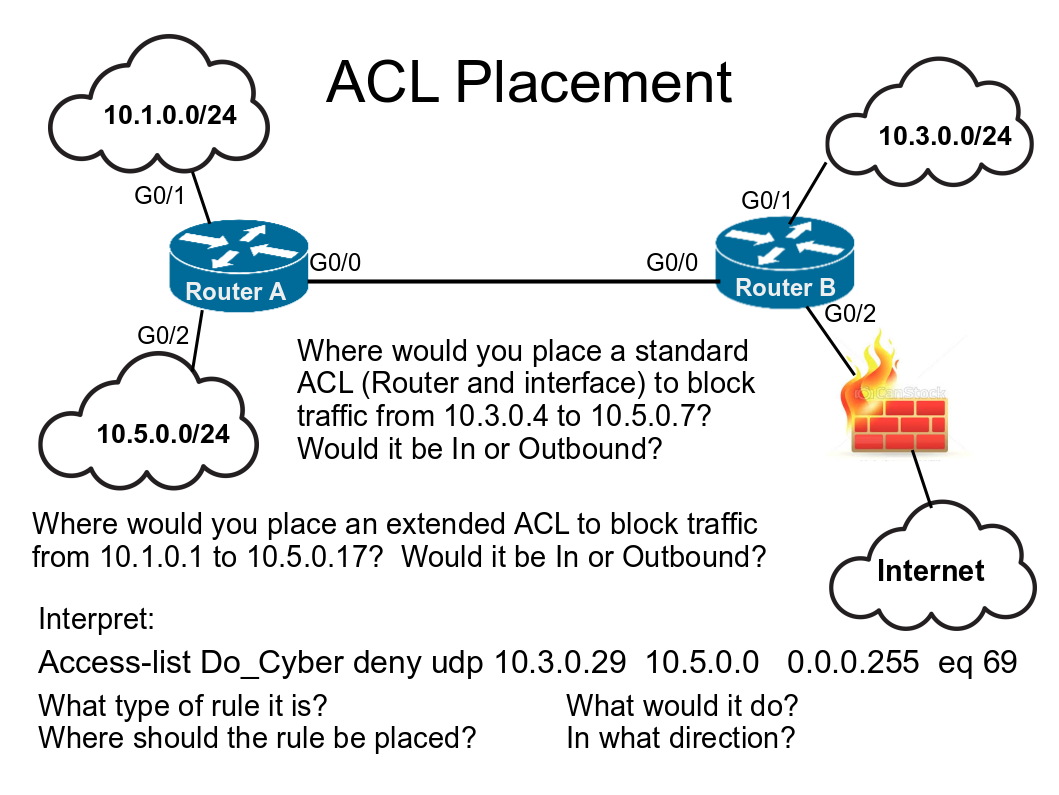 ACL Placement
10.1.0.0/24
10.3.0.0/24
G0/1
G0/1
G0/0
G0/0
Router A
Router B
G0/2
G0/2
Where would you place a standard
ACL (Router and interface) to block
traffic from 10.3.0.4 to 10.5.0.7?
Would it be In or Outbound?
CanStock
10.5.0.0/24
Where would you place an extended ACL to block traffic
from 10.1.0.1 to 10.5.0.17?  Would it be In or Outbound?
Internet
Interpret:
Access-list Do_Cyber deny udp 10.3.0.29  10.5.0.0   0.0.0.255  eq 69
What type of rule it is?
Where should the rule be placed?
What would it do?
In what direction?